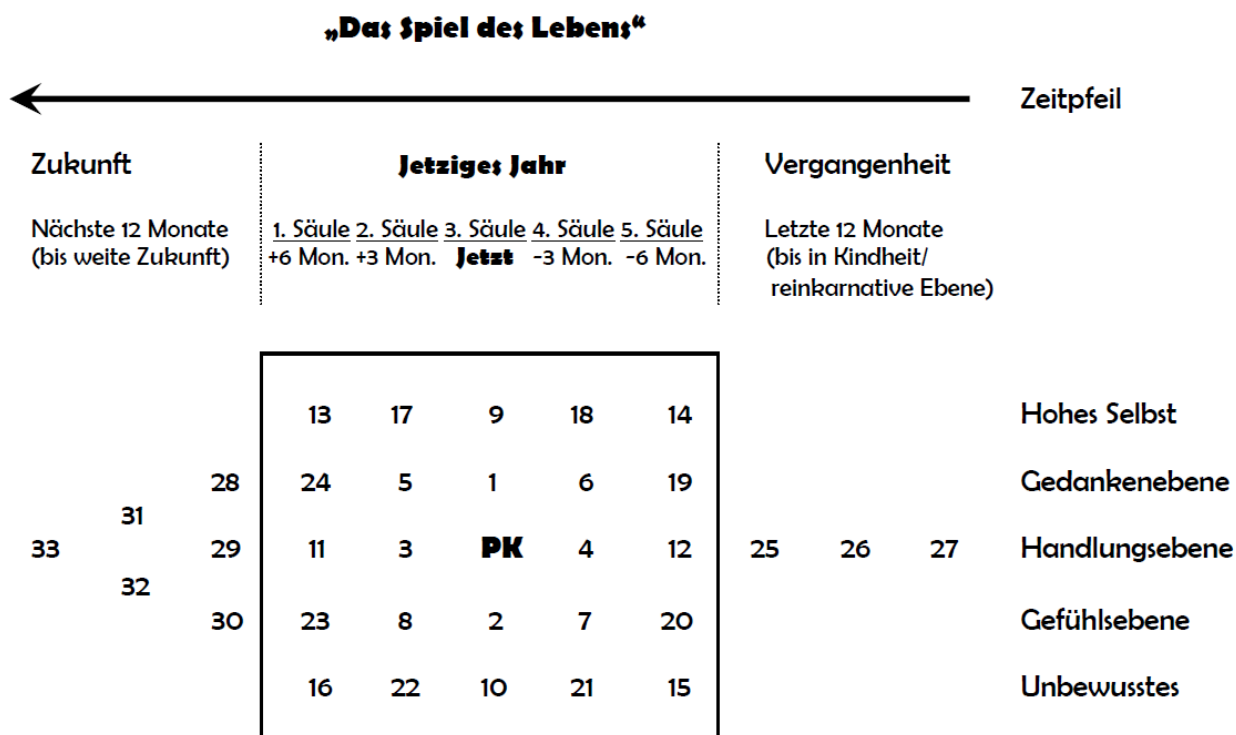 „Das Spiel des Lebens“
Zeitpfeil
Zukunft Jetziges Jahr Vergangenheit
Nächste 12 Monate 1. Säule 2. Säule 3. Säule 4. Säule 5. Säule Letzte 12 Monate
(bis weite Zukunft) +6 Mon. +3 Mon. Jetzt -3 Mon. -6 Mon. (bis in Kindheit/
reinkarnative Ebene)
13 17 9 18 14 Hohes Selbst
28 24 5 1 6 19 Gedankenebene
31
33 29 11 3 PK 4 12 25 26 27 Handlungsebene
32
30 23 8 2 7 20 Gefühlsebene
16 22 10 21 15 Unbewusstes